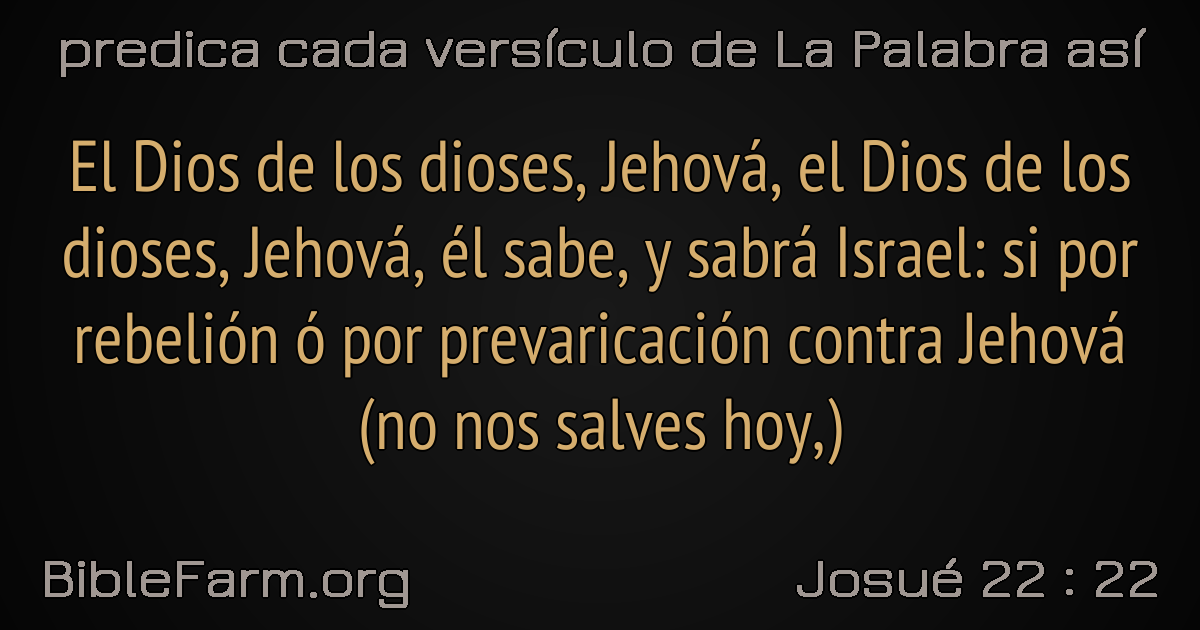 predica cada versículo de La Palabra así
El Dios de los dioses, Jehová, el Dios de los
dioses, Jehová, él sabe, y sabrá Israel: si por
rebelión ó por prevaricación contra Jehová
(no nos salves hoy,)
BibleFarm.org
Josué 22 : 22